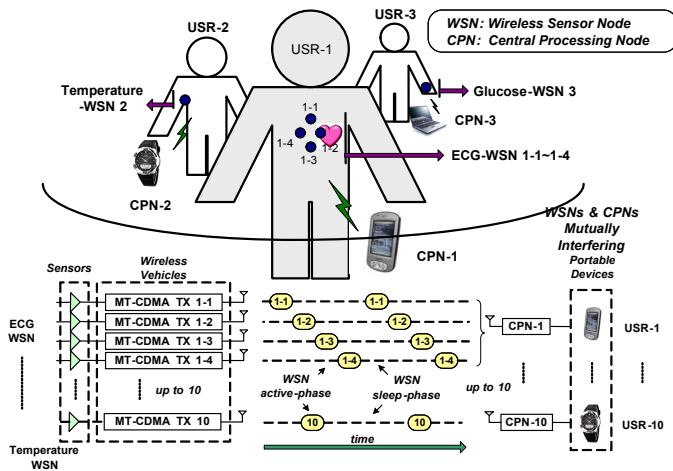 USR-2
USR-1
USR-3
WSN: Wireless Sensor Node
CPN: Central Processing Node
Temperature
-WSN 2
Glucose-WSN 3
CPN-3
1-1
1-4
1-2
1-3
ECG-WSN 1-1~1-4
CPN-2
CPN-1
WSNs & CPNs
Mutually
Interfering
Portable
Devices
Sensors
Wireless
Vehicles
ECG
WSN
MT-CDMA TX 1-1
MT-CDMA TX 1-2
MT-CDMA TX 1-3
MT-CDMA TX 1-4
1-1
1-1
1-2
1-2
1-3
1-3
1-4
1-4
CPN-1
USR-1
up to 10
WSN
active-phase
WSN
sleep-phase
up to 10
MT-CDMA TX 10
10
10
CPN-10
USR-10
time
Temperature
WSN